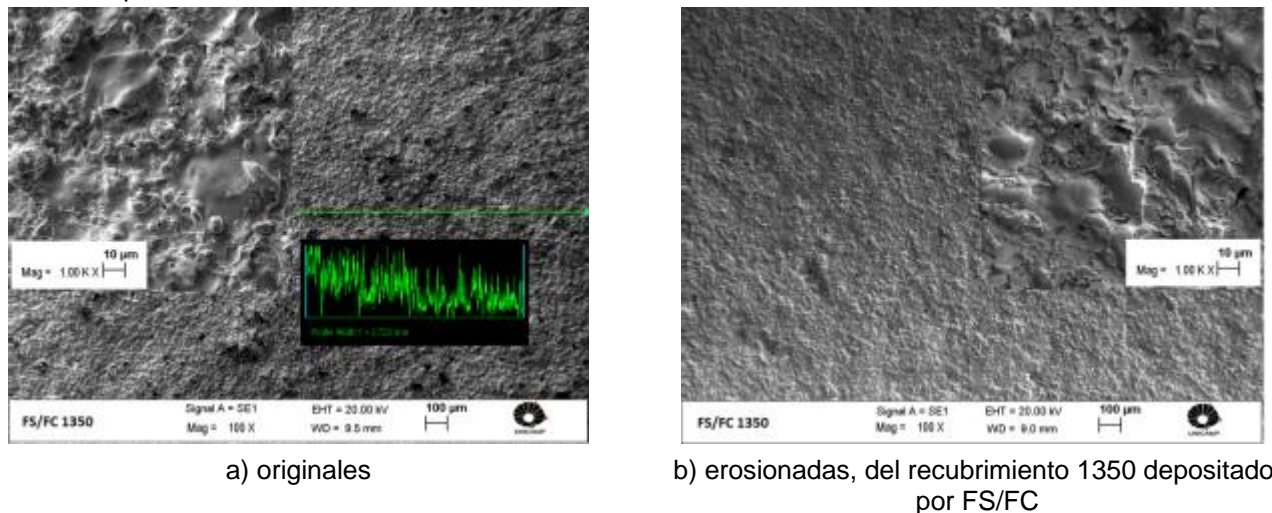 10 µm
Mag = 1.00 K X
FS/FC 1350
Signal A = SE1
Mag = 100 X
EHT = 20.00 kV
WD = 9.5 mm
100 µm
UNICAMP
a) originales
10 µm
Mag = 1.00 K X
FS/FC 1350
Signal A = SE1
Mag = 100 X
EHT = 20.00 kV
WD = 9.0 mm
100 µm
UNICAMP
b) erosionadas, del recubrimiento 1350 depositado
por FS/FC